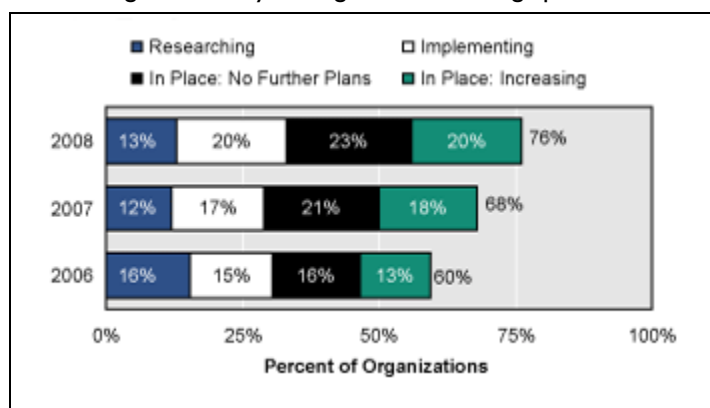 Researching Implementing
In Place: No Further Plans In Place: Increasing
2008 13% 20% 23% 20% 76%
2007 12% 17% 21% 18% 68%
2006 16% 15% 16% 13% 60%
0% 25% 50% 75% 100%
Percent of Organizations